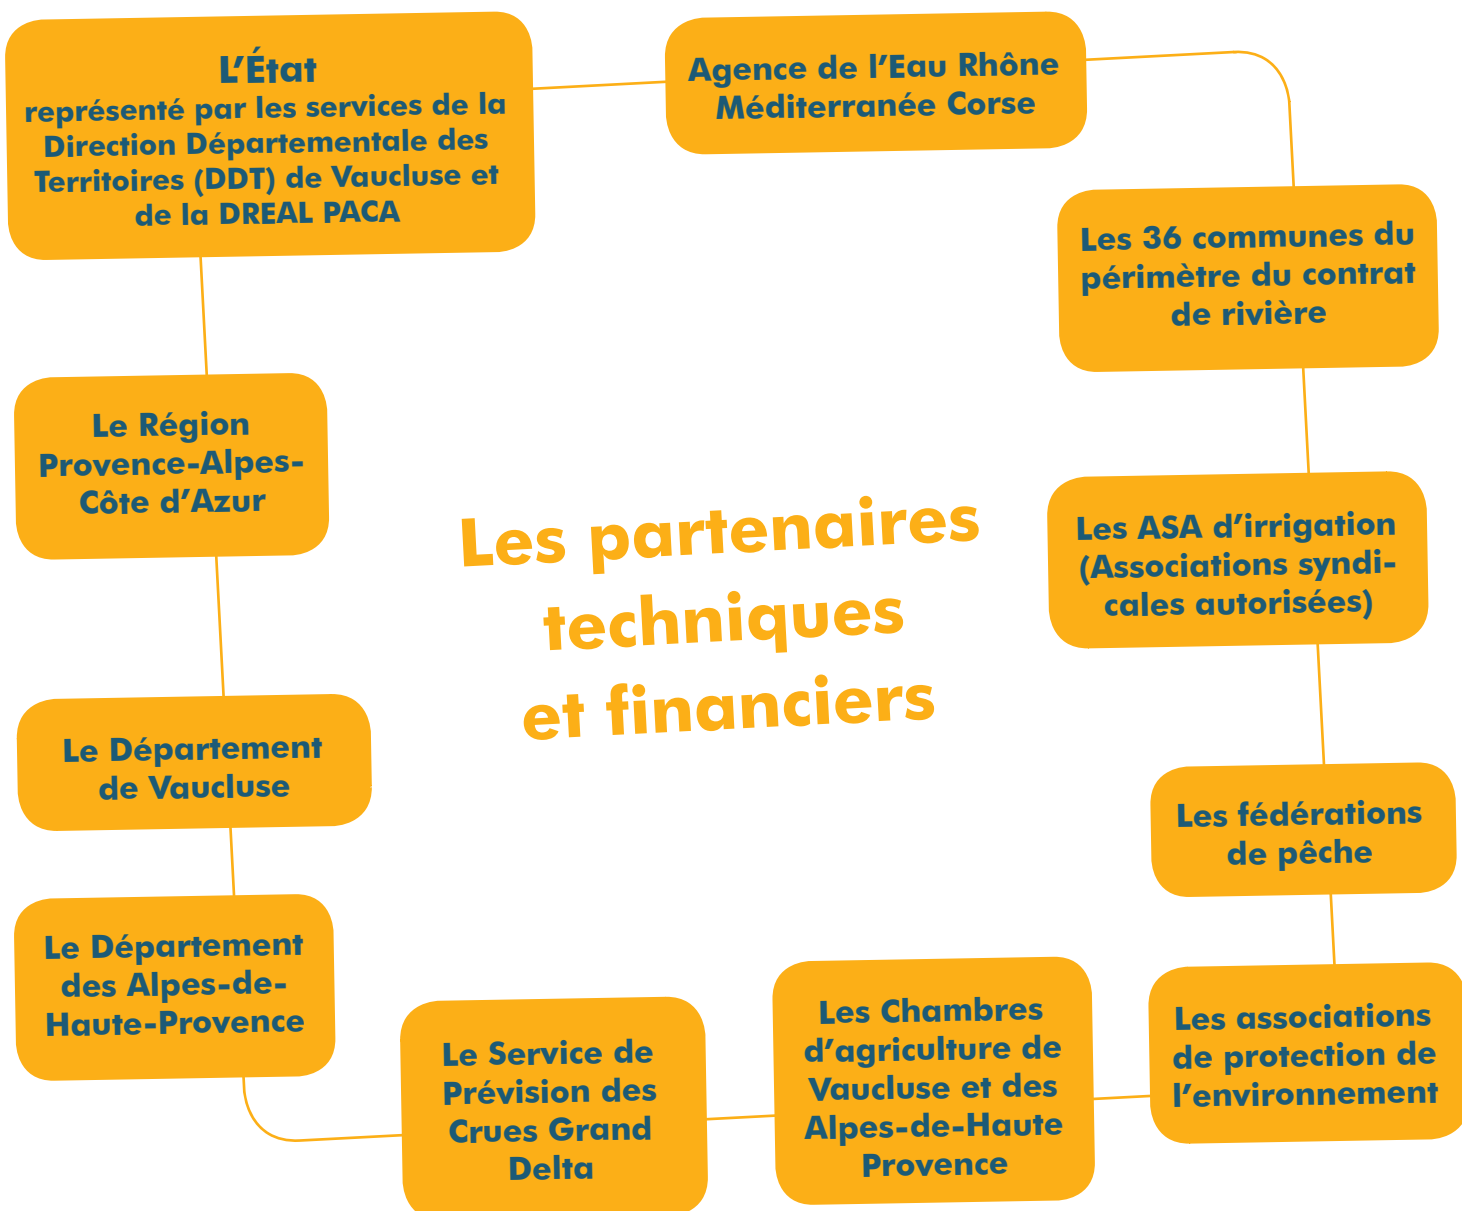 L’État
représenté par les services de la
Direction Départementale des
Territoires (DDT) de Vaucluse et
de la DREAL PACA
Agence de l’Eau Rhône
Méditerranée Corse
Les 36 communes du
périmètre du contrat
de rivière
Le Région
Provence-Alpes-
Côte d’Azur
Les partenaires
techniques
et financiers
Les ASA d’irrigation
(Associations syndi-
cales autorisées)
Le Département
de Vaucluse
Les fédérations
de pêche
Le Département
des Alpes-de-
Haute-Provence
Le Service de
Prévision des
Crues Grand
Delta
Les Chambres
d’agriculture de
Vaucluse et des
Alpes-de-Haute
Provence
Les associations
de protection de
l’environnement